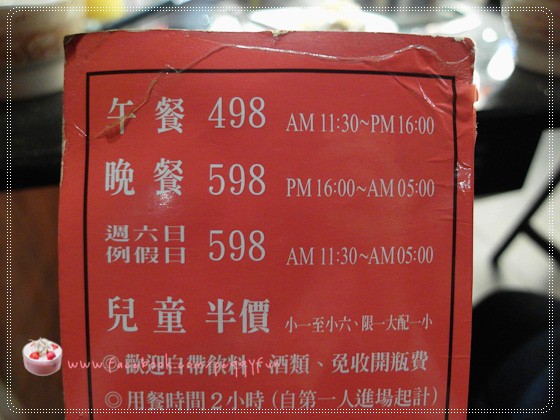 午餐 498 AM 11:30~PM 16:00
晚餐 598 PM 16:00~AM 05:00
週六日
例假日 598 AM 11:30~AM 05:00
兒童 半價 小一至小六、限一大配一小
◎歡迎自帶飲料、酒類、免收開瓶費
◎用餐時間2小時(自第一人進場起計)